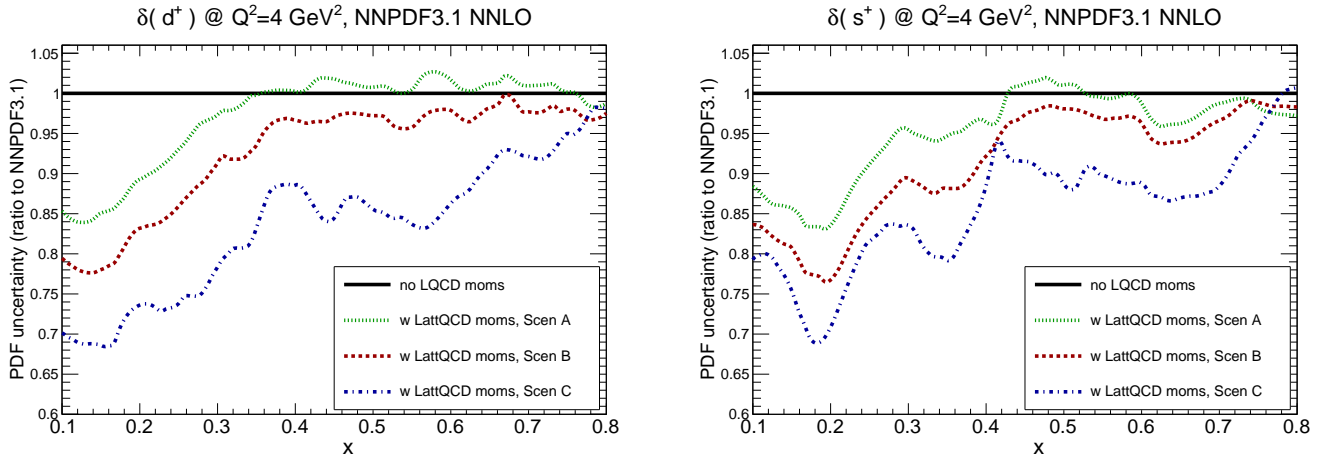 δ( d⁺ ) @ Q²=4 GeV², NNPDF3.1 NNLO
PDF uncertainty (ratio to NNPDF3.1)
1.05
1
0.95
0.9
0.85
0.8
0.75
0.7
0.65
0.6
no LQCD moms
w LattQCD moms, Scen A
w LattQCD moms, Scen B
w LattQCD moms, Scen C
0.1 0.2 0.3 0.4 0.5 0.6 0.7 0.8
x
δ( s⁺ ) @ Q²=4 GeV², NNPDF3.1 NNLO
PDF uncertainty (ratio to NNPDF3.1)
1.05
1
0.95
0.9
0.85
0.8
0.75
0.7
0.65
0.6
no LQCD moms
w LattQCD moms, Scen A
w LattQCD moms, Scen B
w LattQCD moms, Scen C
0.1 0.2 0.3 0.4 0.5 0.6 0.7 0.8
x